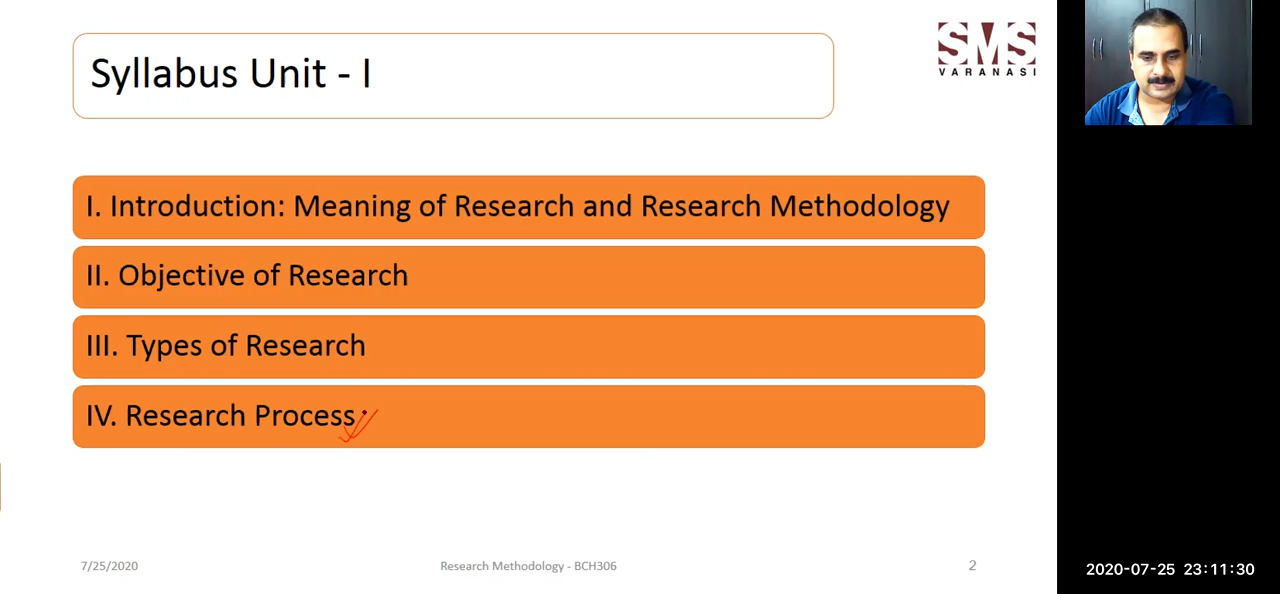 Syllabus Unit - I
SMS
VARANASI
I. Introduction: Meaning of Research and Research Methodology
II. Objective of Research
III. Types of Research
IV. Research Process
7/25/2020
Research Methodology - BCH306
2
2020-07-25 23:11:30